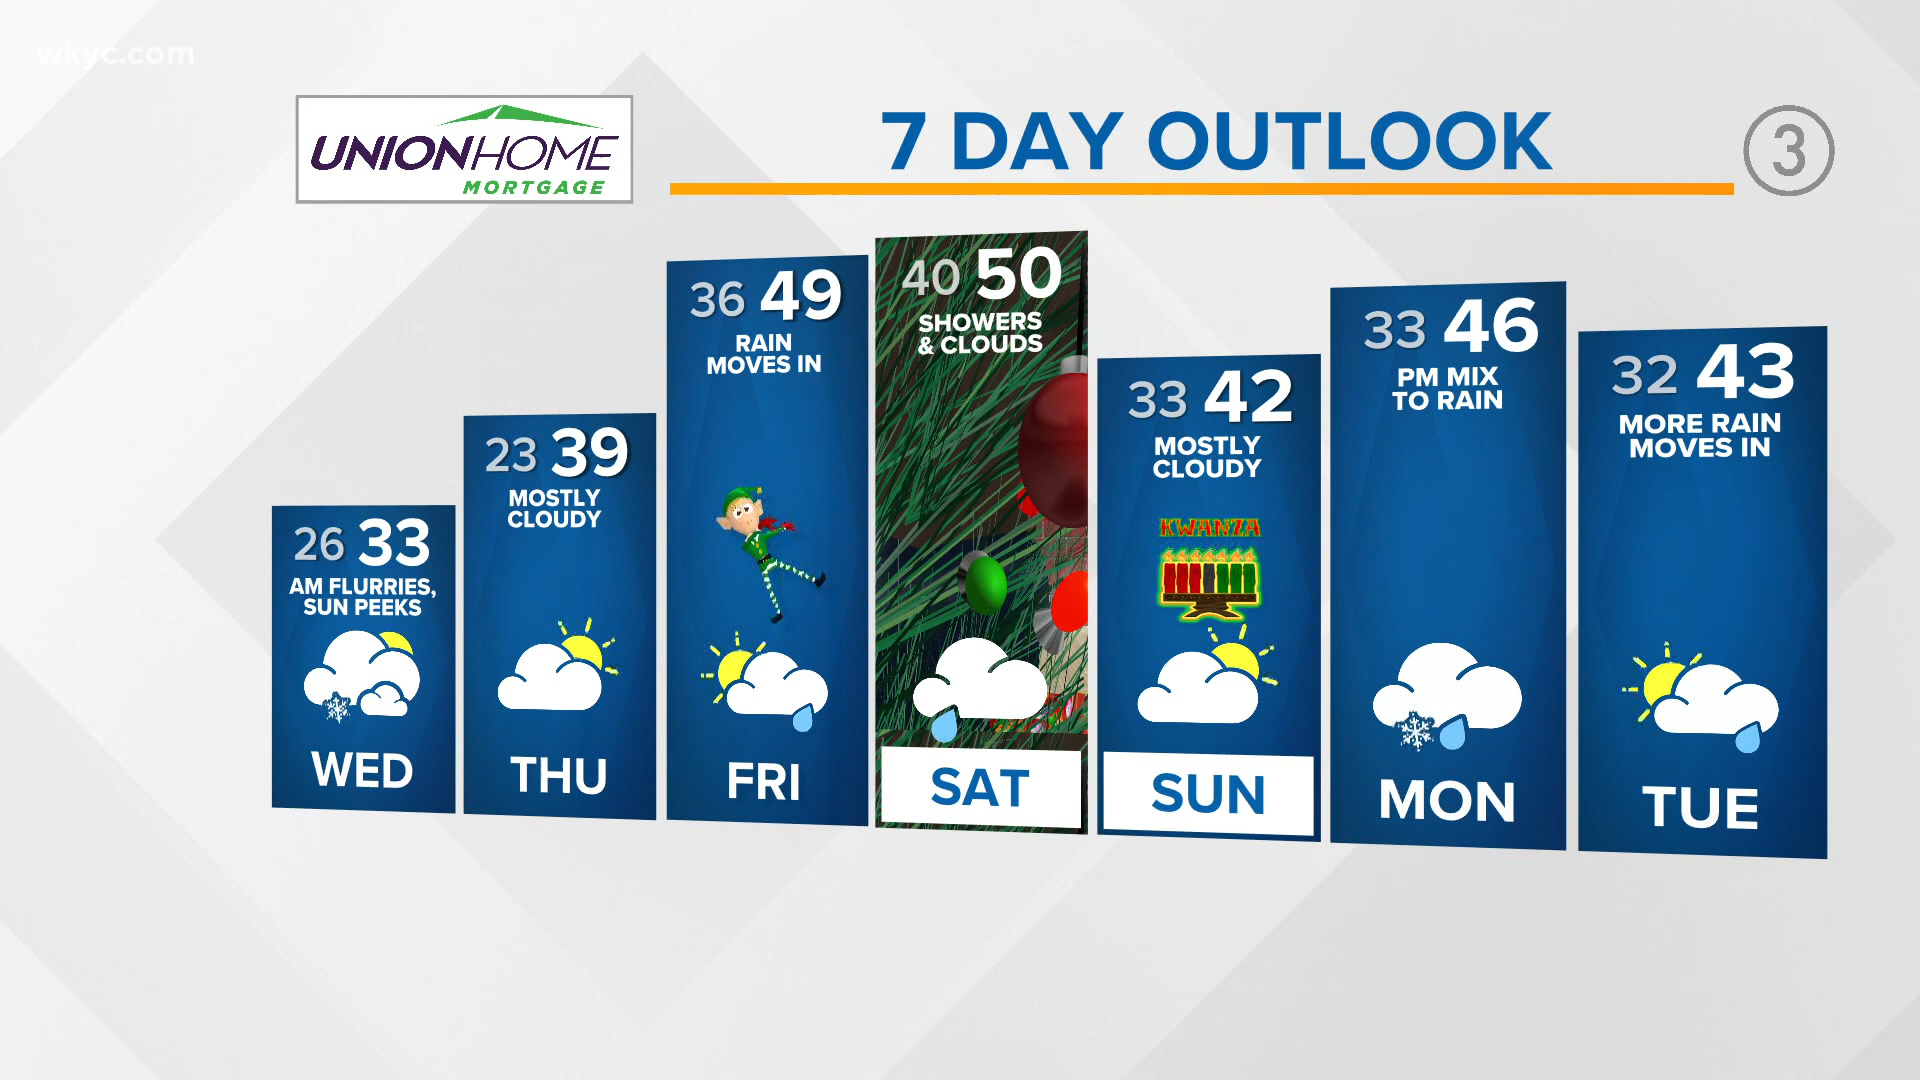 wkyc.com
UNIONHOME
MORTGAGE
7 DAY OUTLOOK
3
26 33
AM FLURRIES,
SUN PEEKS
WED
23 39
MOSTLY
CLOUDY
THU
36 49
RAIN
MOVES IN
FRI
40 50
SHOWERS
& CLOUDS
SAT
33 42
MOSTLY
CLOUDY
KWANZA
SUN
33 46
PM MIX
TO RAIN
MON
32 43
MORE RAIN
MOVES IN
TUE